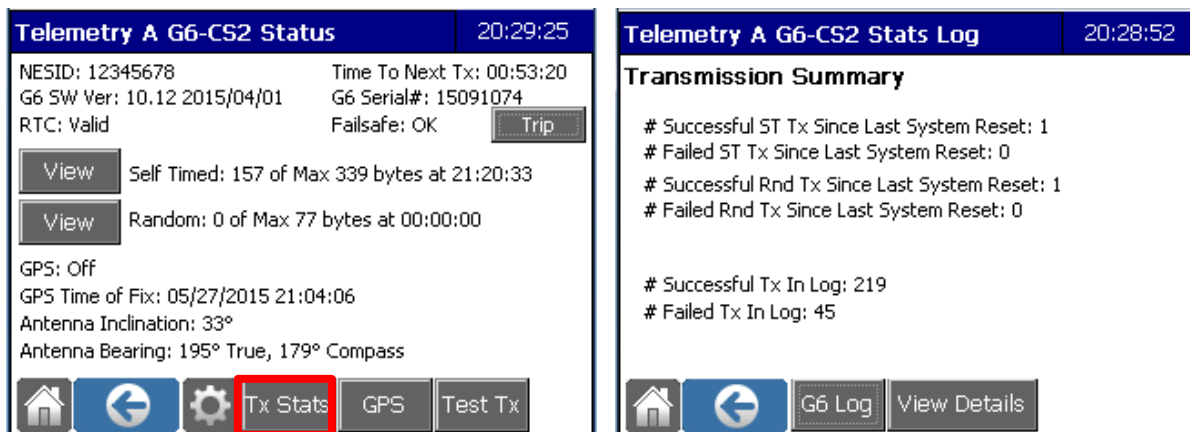 Telemetry A G6-CS2 Status 20:29:25
NESID: 12345678 Time To Next Tx: 00:53:20
G6 SW Ver: 10.12 2015/04/01 G6 Serial#: 15091074
RTC: Valid Failsafe: OK Trip
View Self Timed: 157 of Max 339 bytes at 21:20:33
View Random: 0 of Max 77 bytes at 00:00:00
GPS: Off
GPS Time of Fix: 05/27/2015 21:04:06
Antenna Inclination: 33°
Antenna Bearing: 195° True, 179° Compass
Tx Stats GPS Test Tx
Telemetry A G6-CS2 Stats Log 20:28:52
Transmission Summary
# Successful ST Tx Since Last System Reset: 1
# Failed ST Tx Since Last System Reset: 0
# Successful Rnd Tx Since Last System Reset: 1
# Failed Rnd Tx Since Last System Reset: 0
# Successful Tx In Log: 219
# Failed Tx In Log: 45
G6 Log View Details